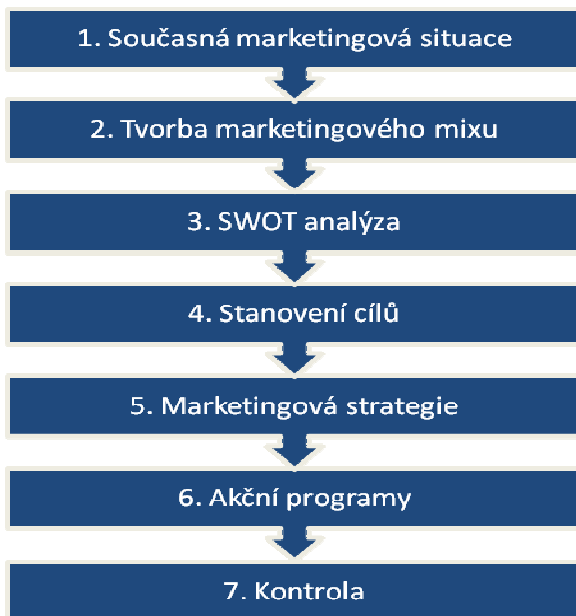 1. Současná marketingová situace
2. Tvorba marketingového mixu
3. SWOT analýza
4. Stanovení cílů
5. Marketingová strategie
6. Akční programy
7. Kontrola